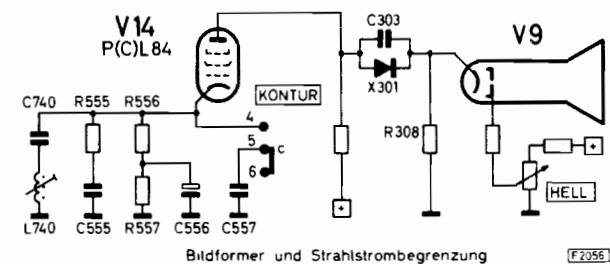 V14
P(C)L84
C303
V9
X301
KONTUR
C740
R555
R556
4
5
c
6
R308
+
HELL
+
L740
C555
R557
C556
C557
Bildformer und Strahlstrombegrenzung
F2056